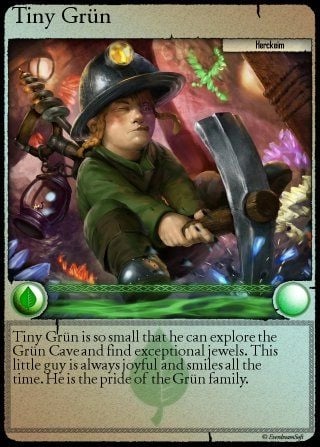 Tiny Grün
Herckeim
Tiny Grün is so small that he can explore the
Grün Cave and find exceptional jewels. This
little guy is always joyful and smiles all the
time. He is the pride of the Grün family.
© EverdreamSoft